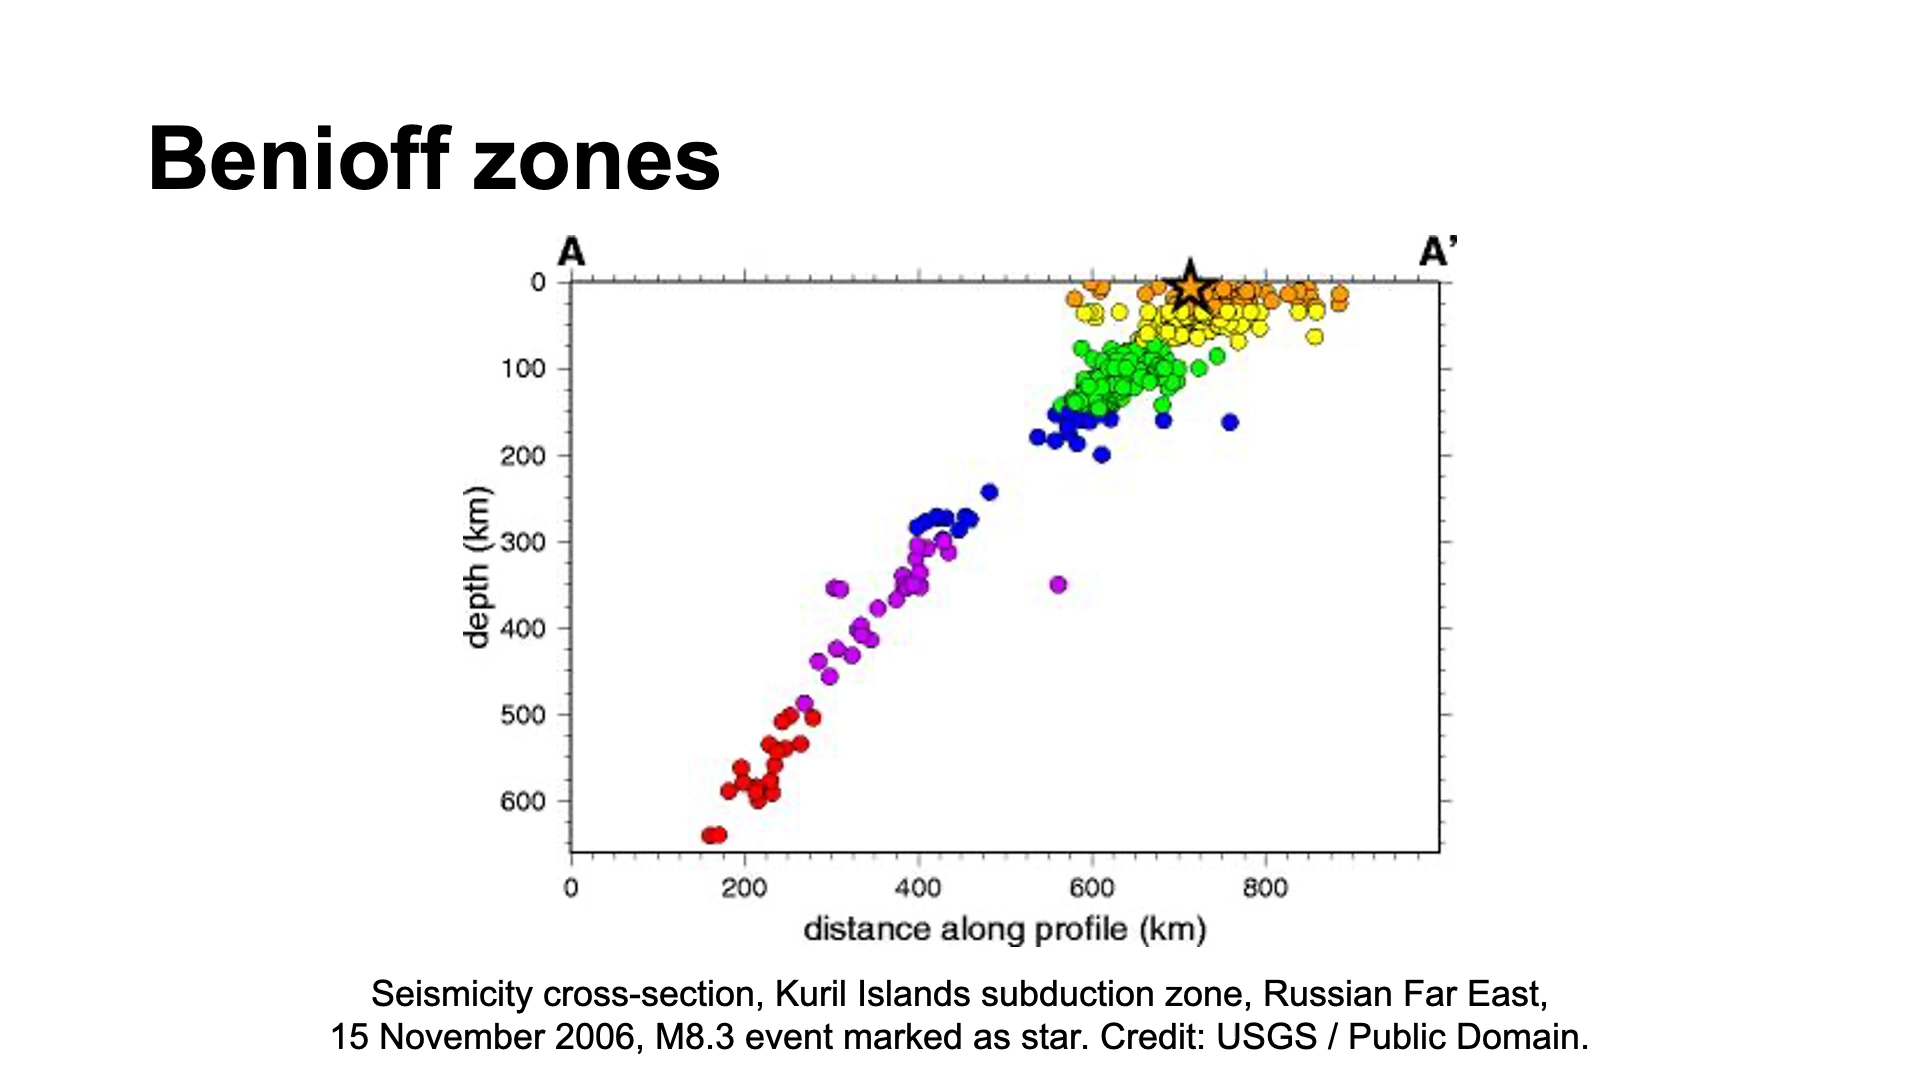 Benioff zones
A
A’
0
100
200
300
400
500
600
depth (km)
0
200
400
600
800
distance along profile (km)
Seismicity cross-section, Kuril Islands subduction zone, Russian Far East,
15 November 2006, M8.3 event marked as star. Credit: USGS / Public Domain.